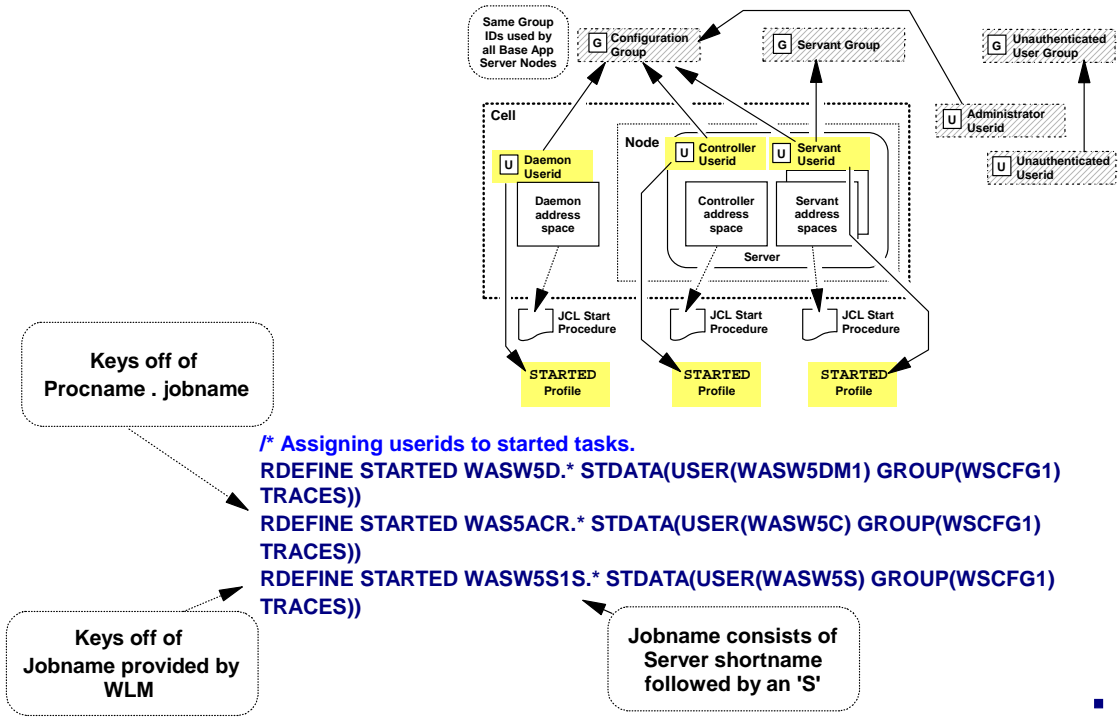 Same Group
IDs used by
all Base App
Server Nodes
G Configuration
Group
G Servant Group
G Unauthenticated
User Group
Cell
U Administrator
Userid
Node
U Daemon
Userid
U Controller
Userid
U Servant
Userid
U Unauthenticated
Userid
Daemon
address
space
Controller
address
space
Servant
address
spaces
Server
JCL Start
Procedure
JCL Start
Procedure
JCL Start
Procedure
STARTED
Profile
STARTED
Profile
STARTED
Profile
Keys off of
Procname . jobname
/* Assigning userids to started tasks.
RDEFINE STARTED WASW5D.* STDATA(USER(WASW5DM1) GROUP(WSCFG1)
TRACES))
RDEFINE STARTED WAS5ACR.* STDATA(USER(WASW5C) GROUP(WSCFG1)
TRACES))
RDEFINE STARTED WASW5S1S.* STDATA(USER(WASW5S) GROUP(WSCFG1)
TRACES))
Keys off of
Jobname provided by
WLM
Jobname consists of
Server shortname
followed by an 'S'